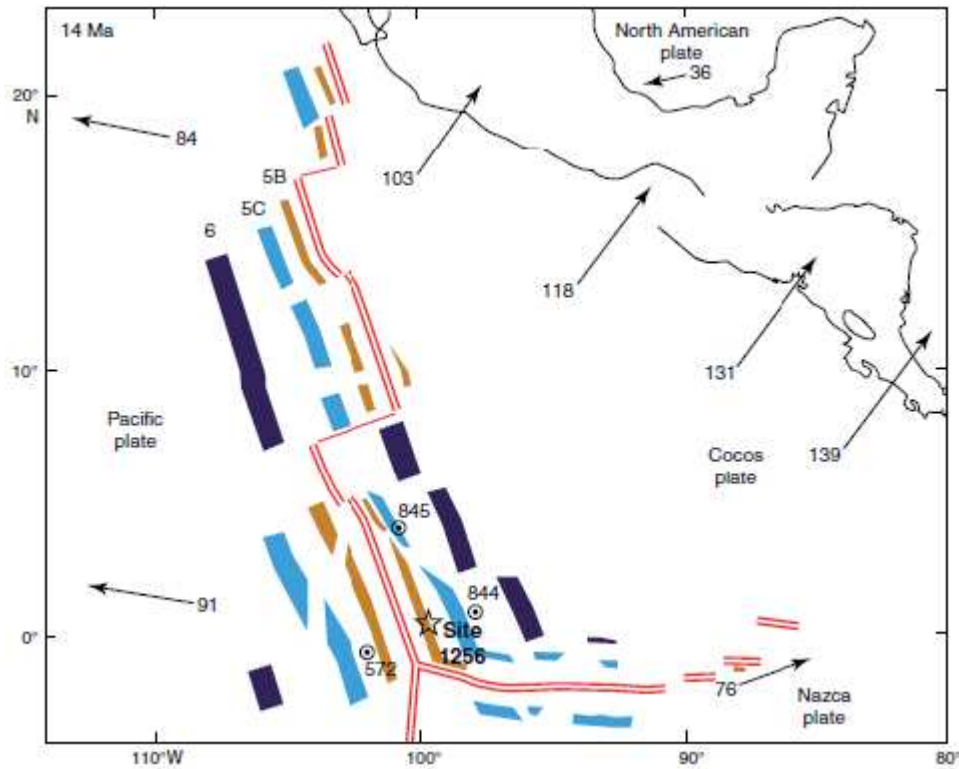 14 Ma
North American
plate
36
20°
N
84
103
5B
5C
6
118
10°
131
Pacific
plate
Cocos
plate
139
845
844
91
0°
Site
1256
572
76
Nazca
plate
110°W
100°
90°
80°